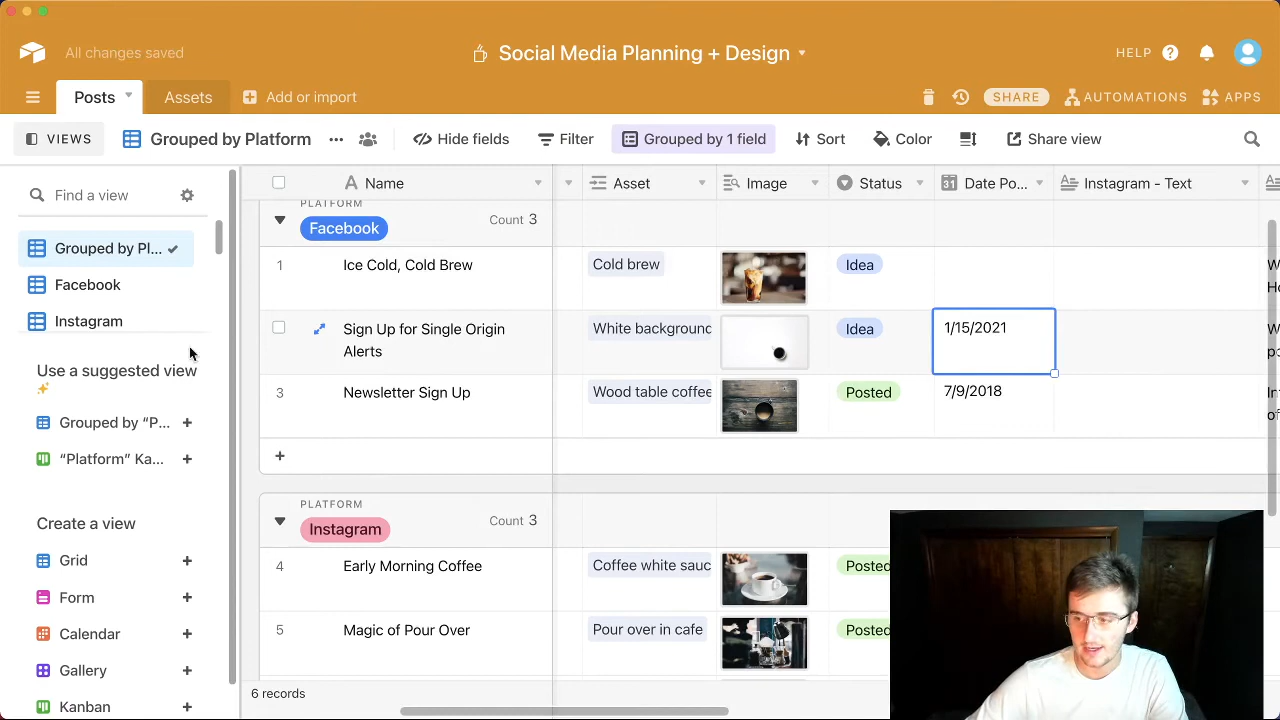 All changes saved
Social Media Planning + Design
HELP
Posts
Assets
Add or import
SHARE
AUTOMATIONS
APPS
VIEWS
Grouped by Platform
Hide fields
Filter
Grouped by 1 field
Sort
Color
Share view
Find a view
Grouped by Pl...
Facebook
Instagram
Use a suggested view
Grouped by “P...
“Platform” Ka...
Create a view
Grid
Form
Calendar
Gallery
Kanban
Name
Asset
Image
Status
31
Date Po...
Instagram - Text
PLATFORM
Facebook
Count 3
1
Ice Cold, Cold Brew
Cold brew
Idea
Sign Up for Single Origin
Alerts
White background
Idea
1/15/2021
3
Newsletter Sign Up
Wood table coffee
Posted
7/9/2018
PLATFORM
Instagram
Count 3
4
Early Morning Coffee
Coffee white sauc
Posted
5
Magic of Pour Over
Pour over in cafe
Posted
6 records